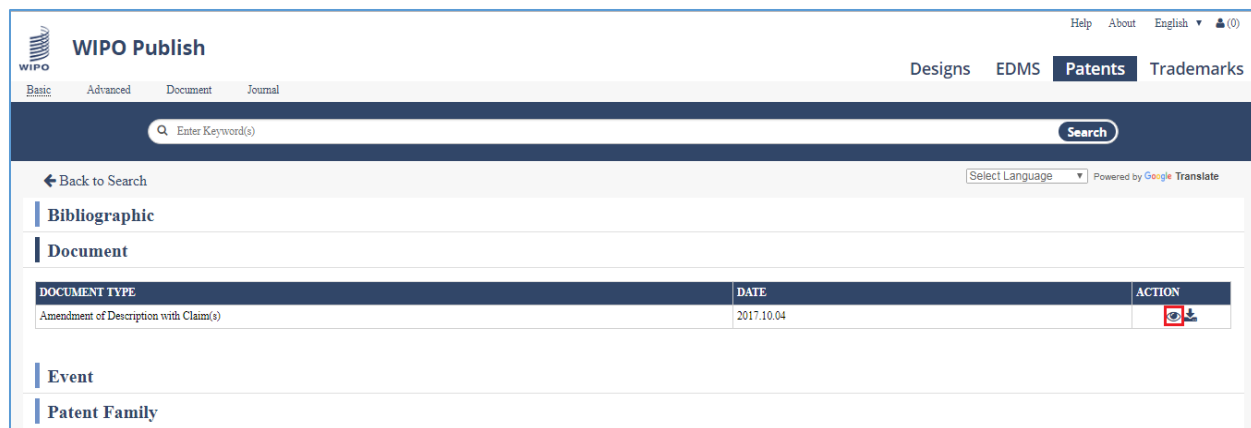 Help About English ▼ (0)
WIPO
WIPO Publish
Designs EDMS Patents Trademarks
Basic Advanced Document Journal
Enter Keyword(s) Search
Back to Search Select Language ▼ Powered by Google Translate
Bibliographic
Document
DOCUMENT TYPE DATE ACTION
Amendment of Description with Claim(s) 2017.10.04
Event
Patent Family